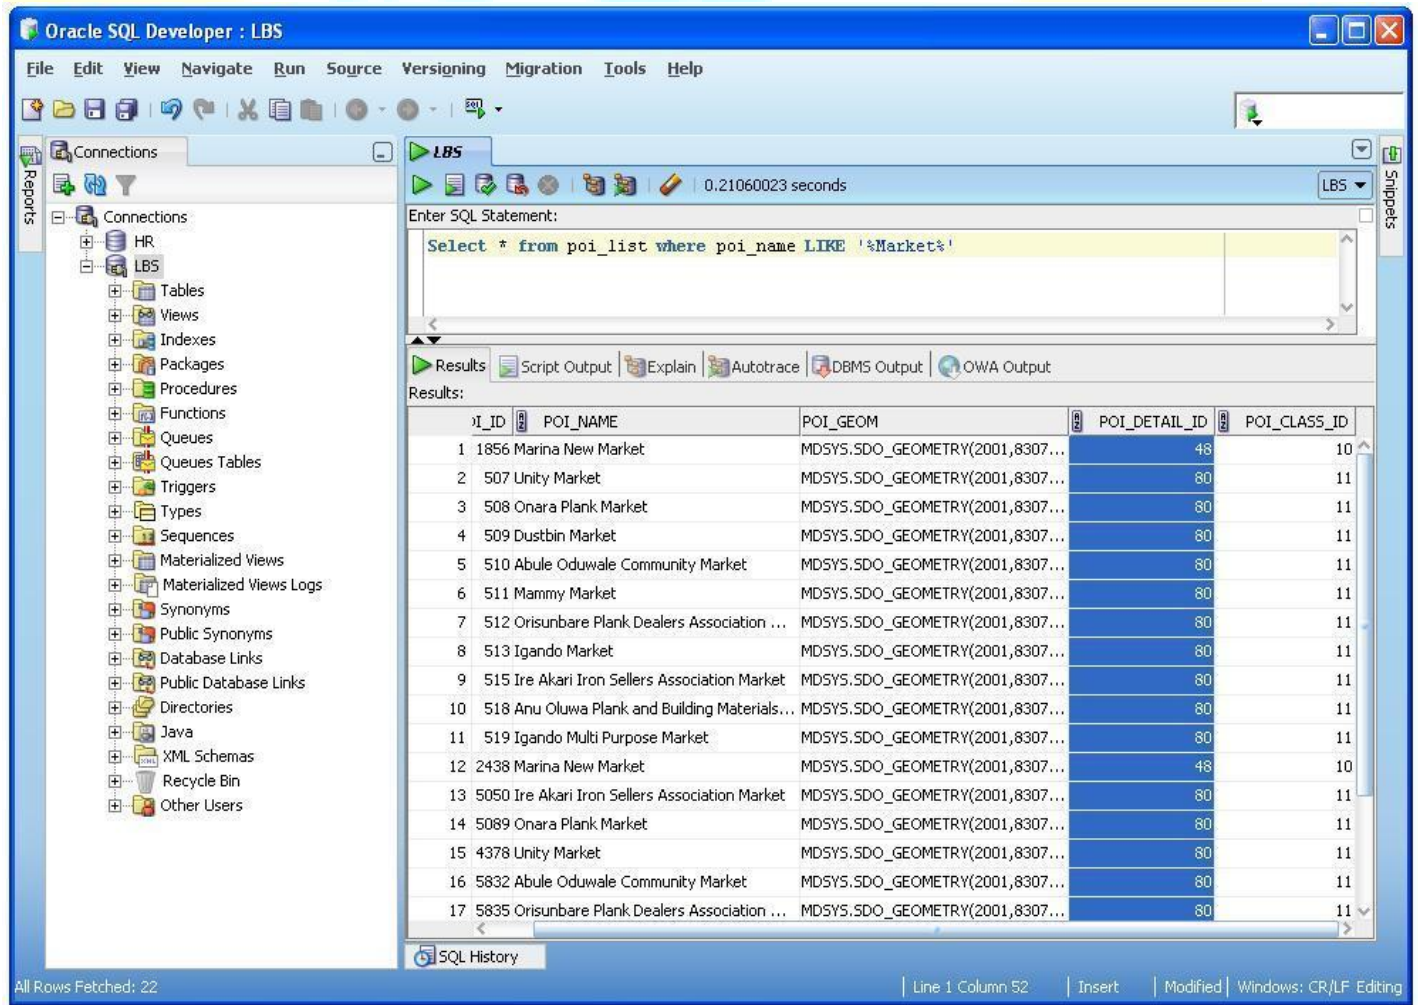 Oracle SQL Developer : LBS
File Edit View Navigate Run Source Versioning Migration Tools Help
Reports
Connections
Connections
HR
LBS
Tables
Views
Indexes
Packages
Procedures
Functions
Queues
Queues Tables
Triggers
Types
Sequences
Materialized Views
Materialized Views Logs
Synonyms
Public Synonyms
Database Links
Public Database Links
Directories
Java
XML Schemas
Recycle Bin
Other Users
LBS
0.21060023 seconds
LBS
Snippets
Enter SQL Statement:
Select * from poi_list where poi_name LIKE '%Market%'
Results Script Output Explain Autotrace DBMS Output OWA Output
Results:
OI_ID POI_NAME POI_GEOM POI_DETAIL_ID POI_CLASS_ID
1 1856 Marina New Market MDSYS.SDO_GEOMETRY(2001,8307... 48 10
2 507 Unity Market MDSYS.SDO_GEOMETRY(2001,8307... 80 11
3 508 Onara Plank Market MDSYS.SDO_GEOMETRY(2001,8307... 80 11
4 509 Dustbin Market MDSYS.SDO_GEOMETRY(2001,8307... 80 11
5 510 Abule Oduwale Community Market MDSYS.SDO_GEOMETRY(2001,8307... 80 11
6 511 Mammy Market MDSYS.SDO_GEOMETRY(2001,8307... 80 11
7 512 Orisunbare Plank Dealers Association ... MDSYS.SDO_GEOMETRY(2001,8307... 80 11
8 513 Igando Market MDSYS.SDO_GEOMETRY(2001,8307... 80 11
9 515 Ire Akari Iron Sellers Association Market MDSYS.SDO_GEOMETRY(2001,8307... 80 11
10 518 Anu Oluwa Plank and Building Materials... MDSYS.SDO_GEOMETRY(2001,8307... 80 11
11 519 Igando Multi Purpose Market MDSYS.SDO_GEOMETRY(2001,8307... 80 11
12 2438 Marina New Market MDSYS.SDO_GEOMETRY(2001,8307... 48 10
13 5050 Ire Akari Iron Sellers Association Market MDSYS.SDO_GEOMETRY(2001,8307... 80 11
14 5089 Onara Plank Market MDSYS.SDO_GEOMETRY(2001,8307... 80 11
15 4378 Unity Market MDSYS.SDO_GEOMETRY(2001,8307... 80 11
16 5832 Abule Oduwale Community Market MDSYS.SDO_GEOMETRY(2001,8307... 80 11
17 5835 Orisunbare Plank Dealers Association ... MDSYS.SDO_GEOMETRY(2001,8307... 80 11
SQL History
All Rows Fetched: 22 Line 1 Column 52 Insert Modified Windows: CR/LF Editing